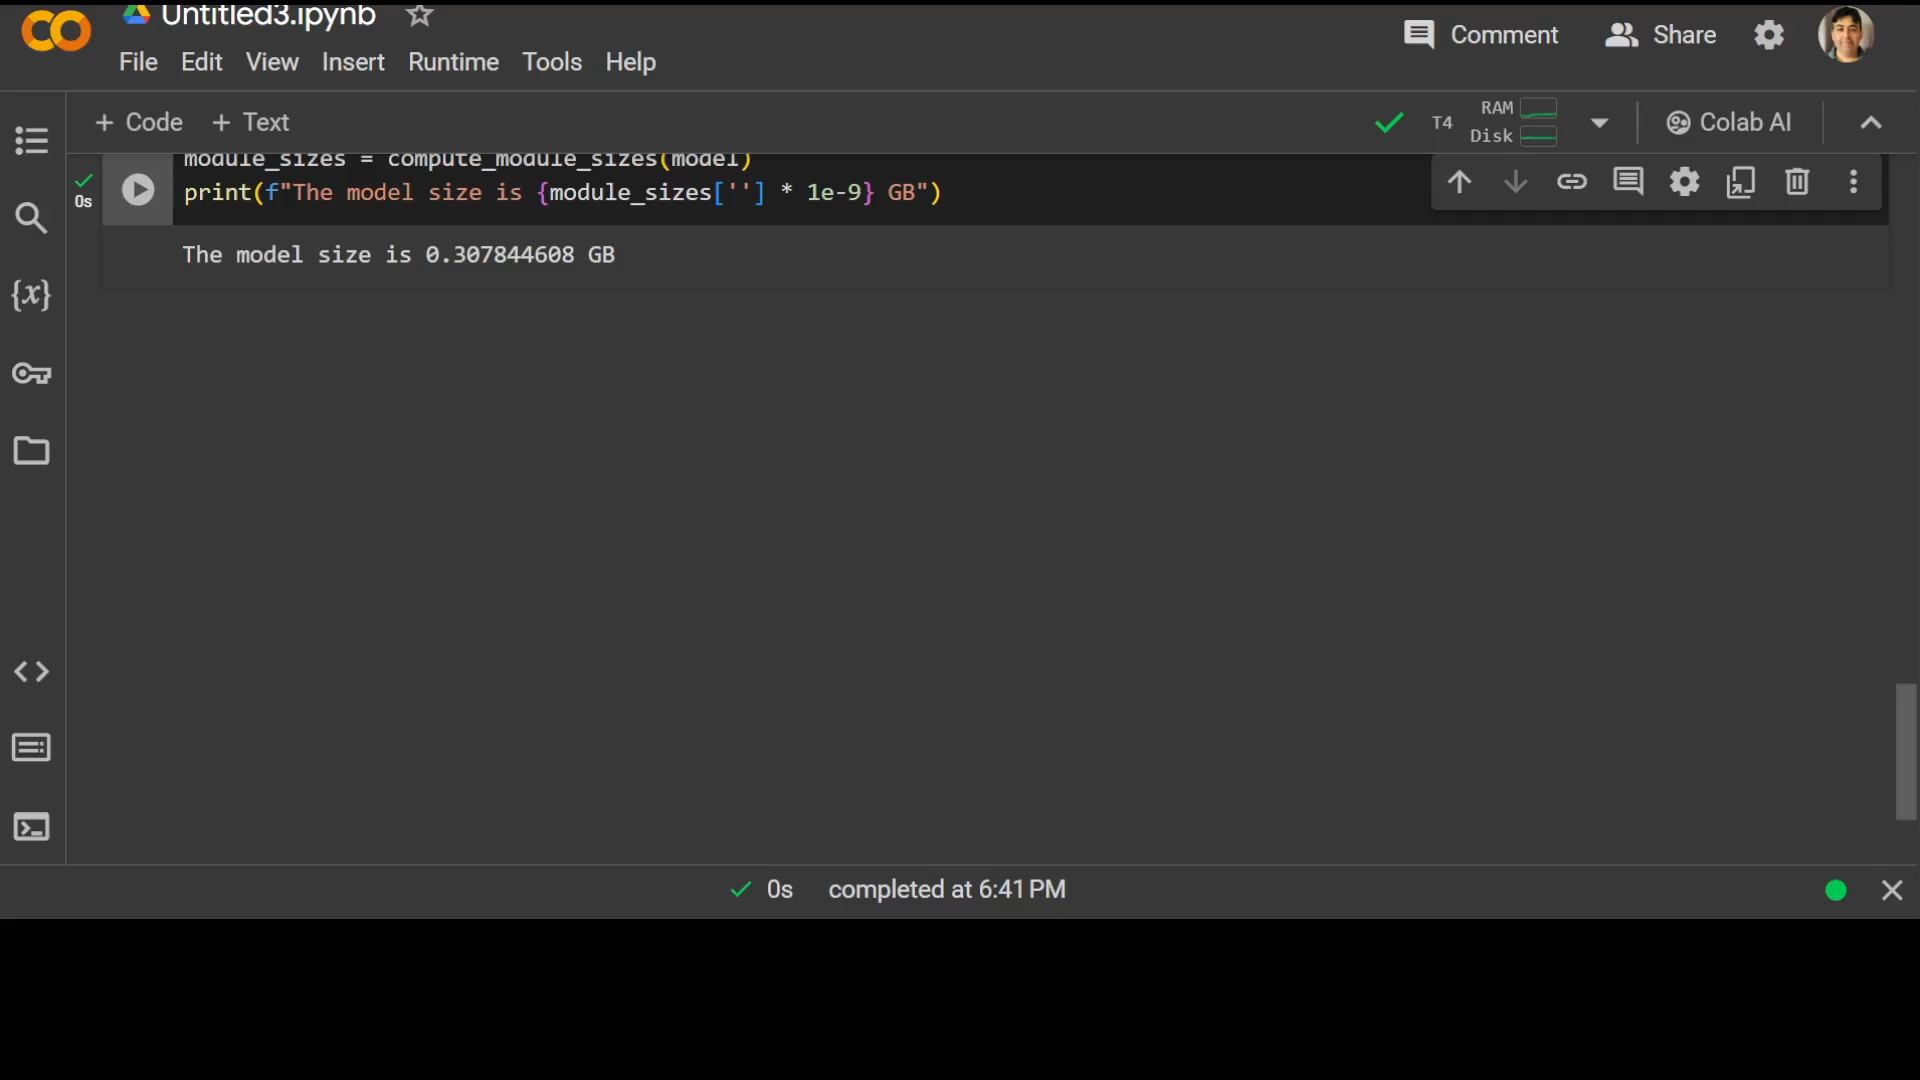 Untitled3.ipynb
Comment
Share
File Edit View Insert Runtime Tools Help
+ Code + Text
T4
RAM
Disk
Colab AI
module_sizes = compute_module_sizes(model)
print(f"The model size is {module_sizes[''] * 1e-9} GB")
0s
The model size is 0.307844608 GB
{x}
0s completed at 6:41 PM